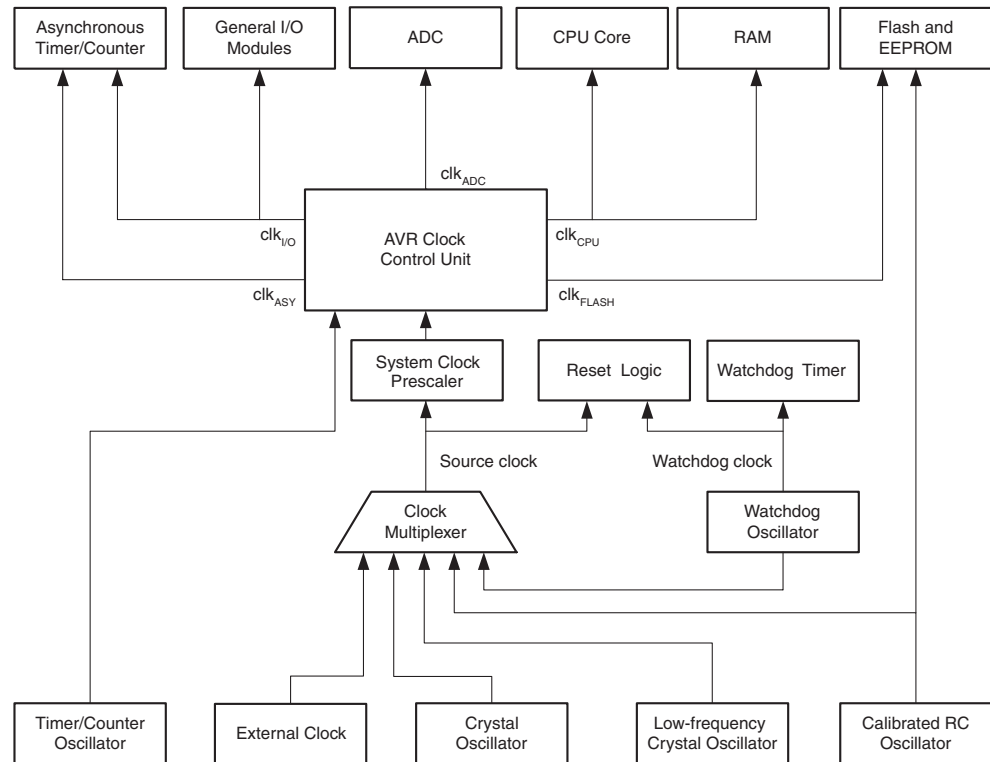 Asynchronous
Timer/Counter
General I/O
Modules
ADC
CPU Core
RAM
Flash and
EEPROM
clkADC
AVR Clock
Control Unit
clkI/O
clkCPU
clkASY
clkFLASH
System Clock
Prescaler
Reset Logic
Watchdog Timer
Source clock
Watchdog clock
Clock
Multiplexer
Watchdog
Oscillator
Timer/Counter
Oscillator
External Clock
Crystal
Oscillator
Low-frequency
Crystal Oscillator
Calibrated RC
Oscillator